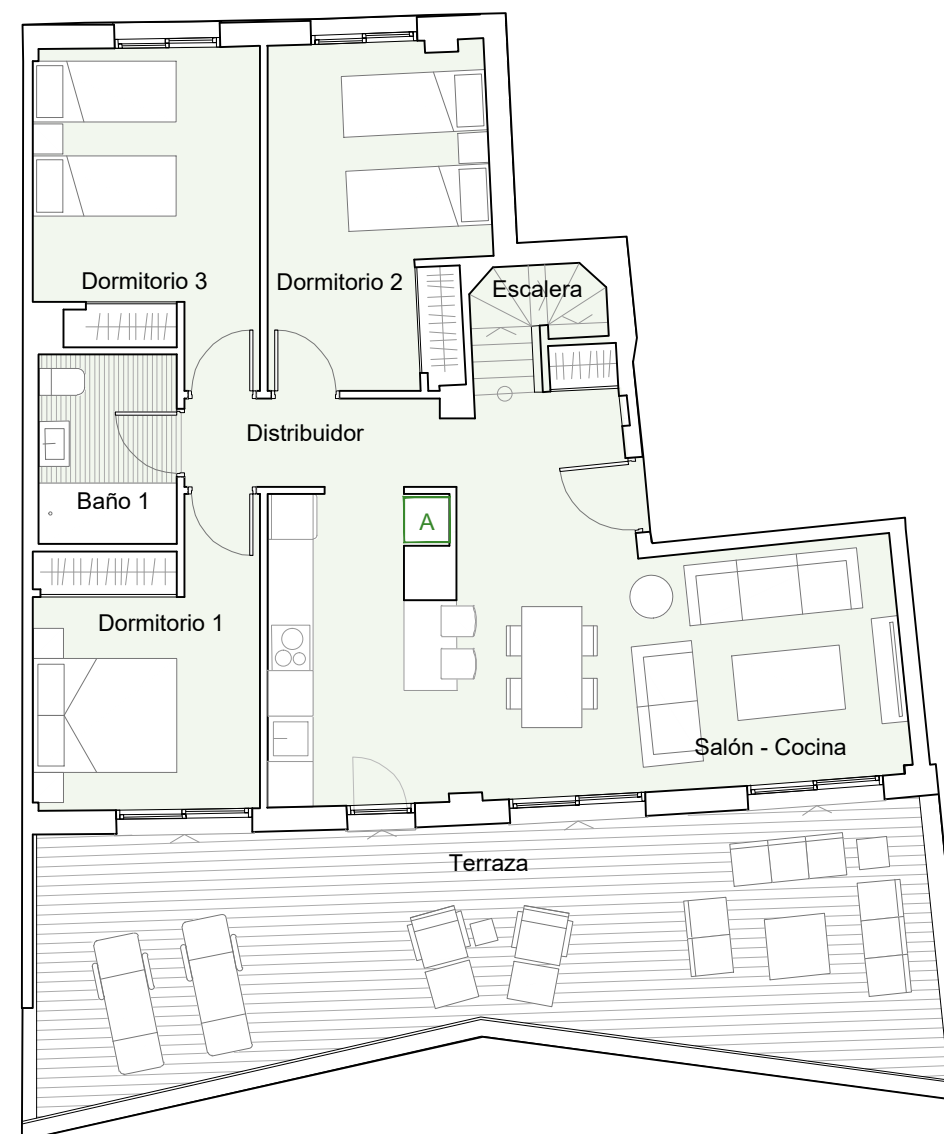 Dormitorio 3
Dormitorio 2
Escalera
Distribuidor
Baño 1
A
Dormitorio 1
Salón - Cocina
Terraza